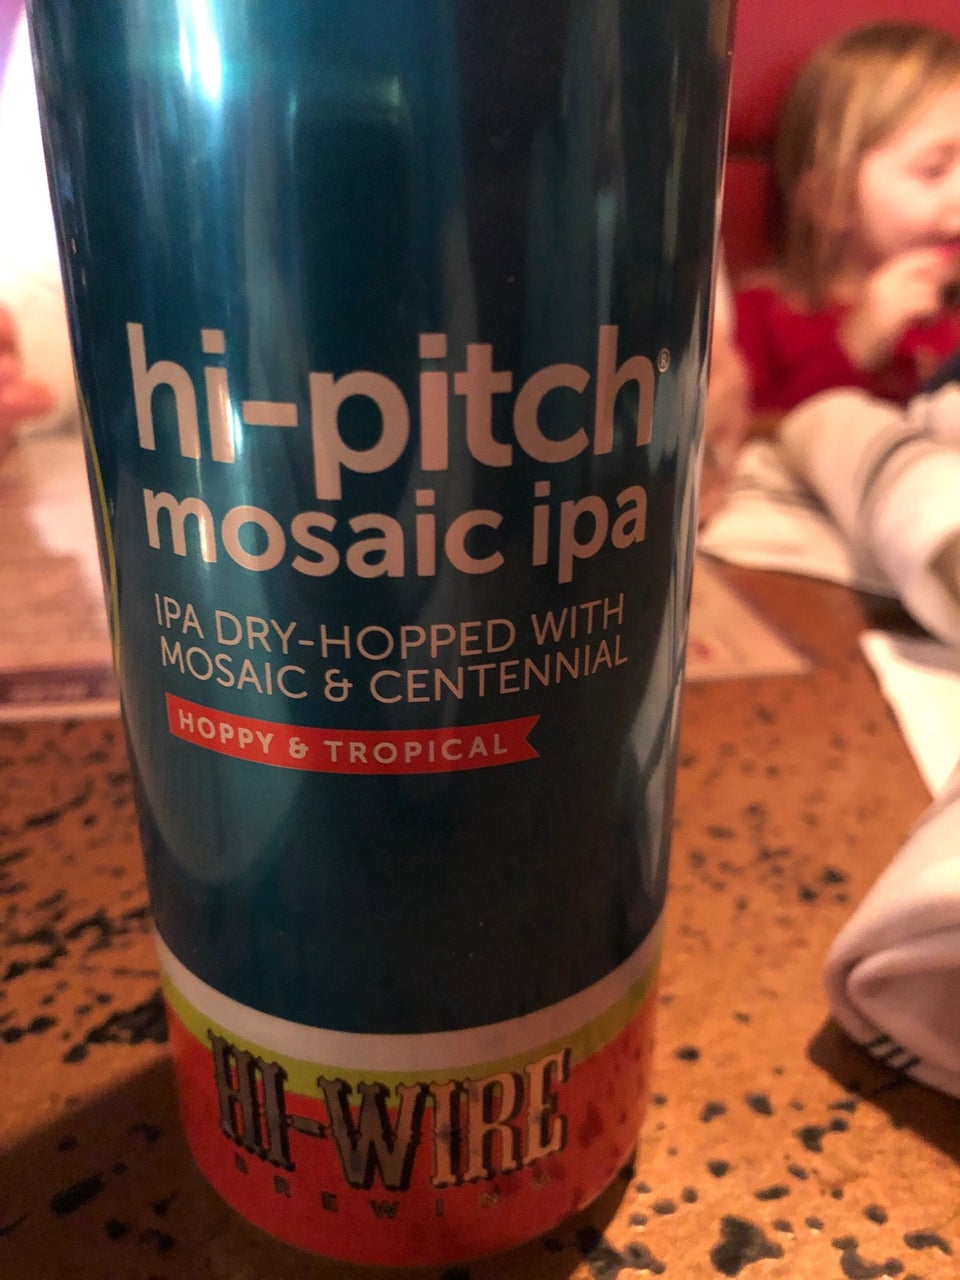 hi-pitch®
mosaic ipa
IPA DRY-HOPPED WITH
MOSAIC & CENTENNIAL
HOPPY & TROPICAL
HI-WIRE
BREWING